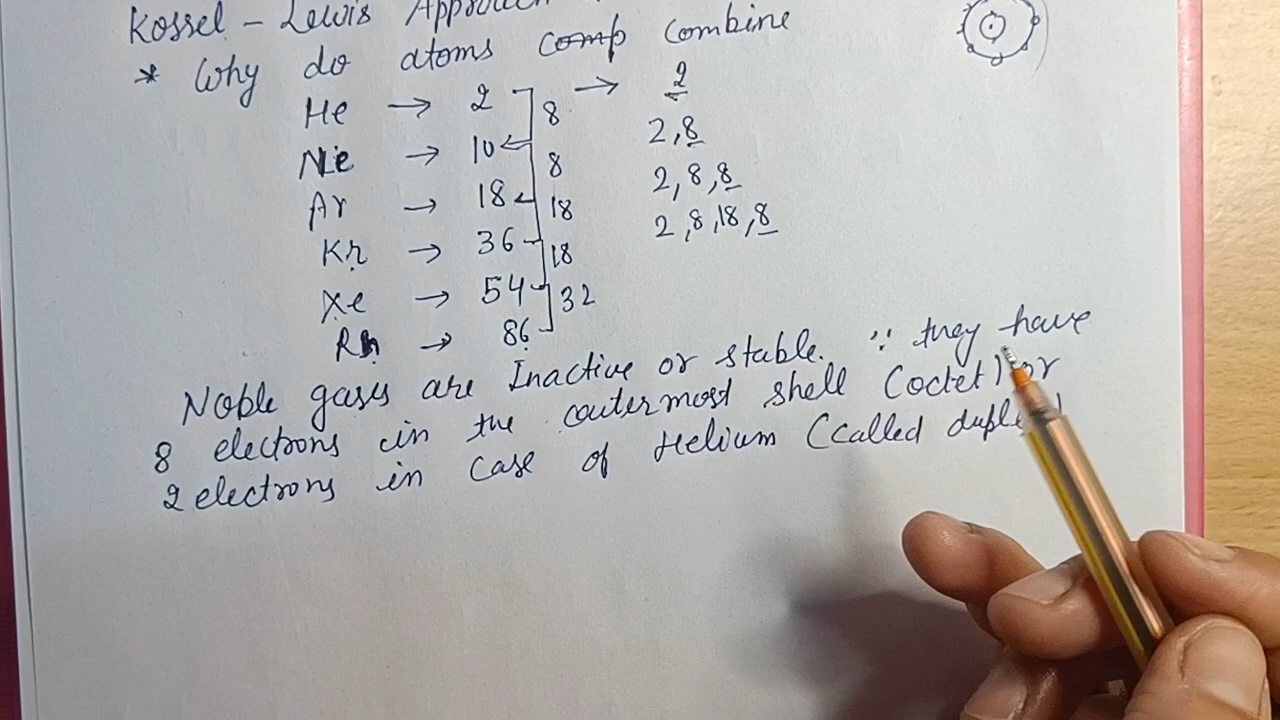 Kossel - Lewis Approach
* Why do atoms comp combine
He → 2 8 → 2
Ne → 10 8 2,8
Ar → 18 18 2,8,8
Kr → 36 18 2,8,18,8
Xe → 54 32
Rn → 86
Noble gases are Inactive or stable. ∵ they have
8 electrons in the outermost shell (octet) or
2 electrons in case of Helium (called